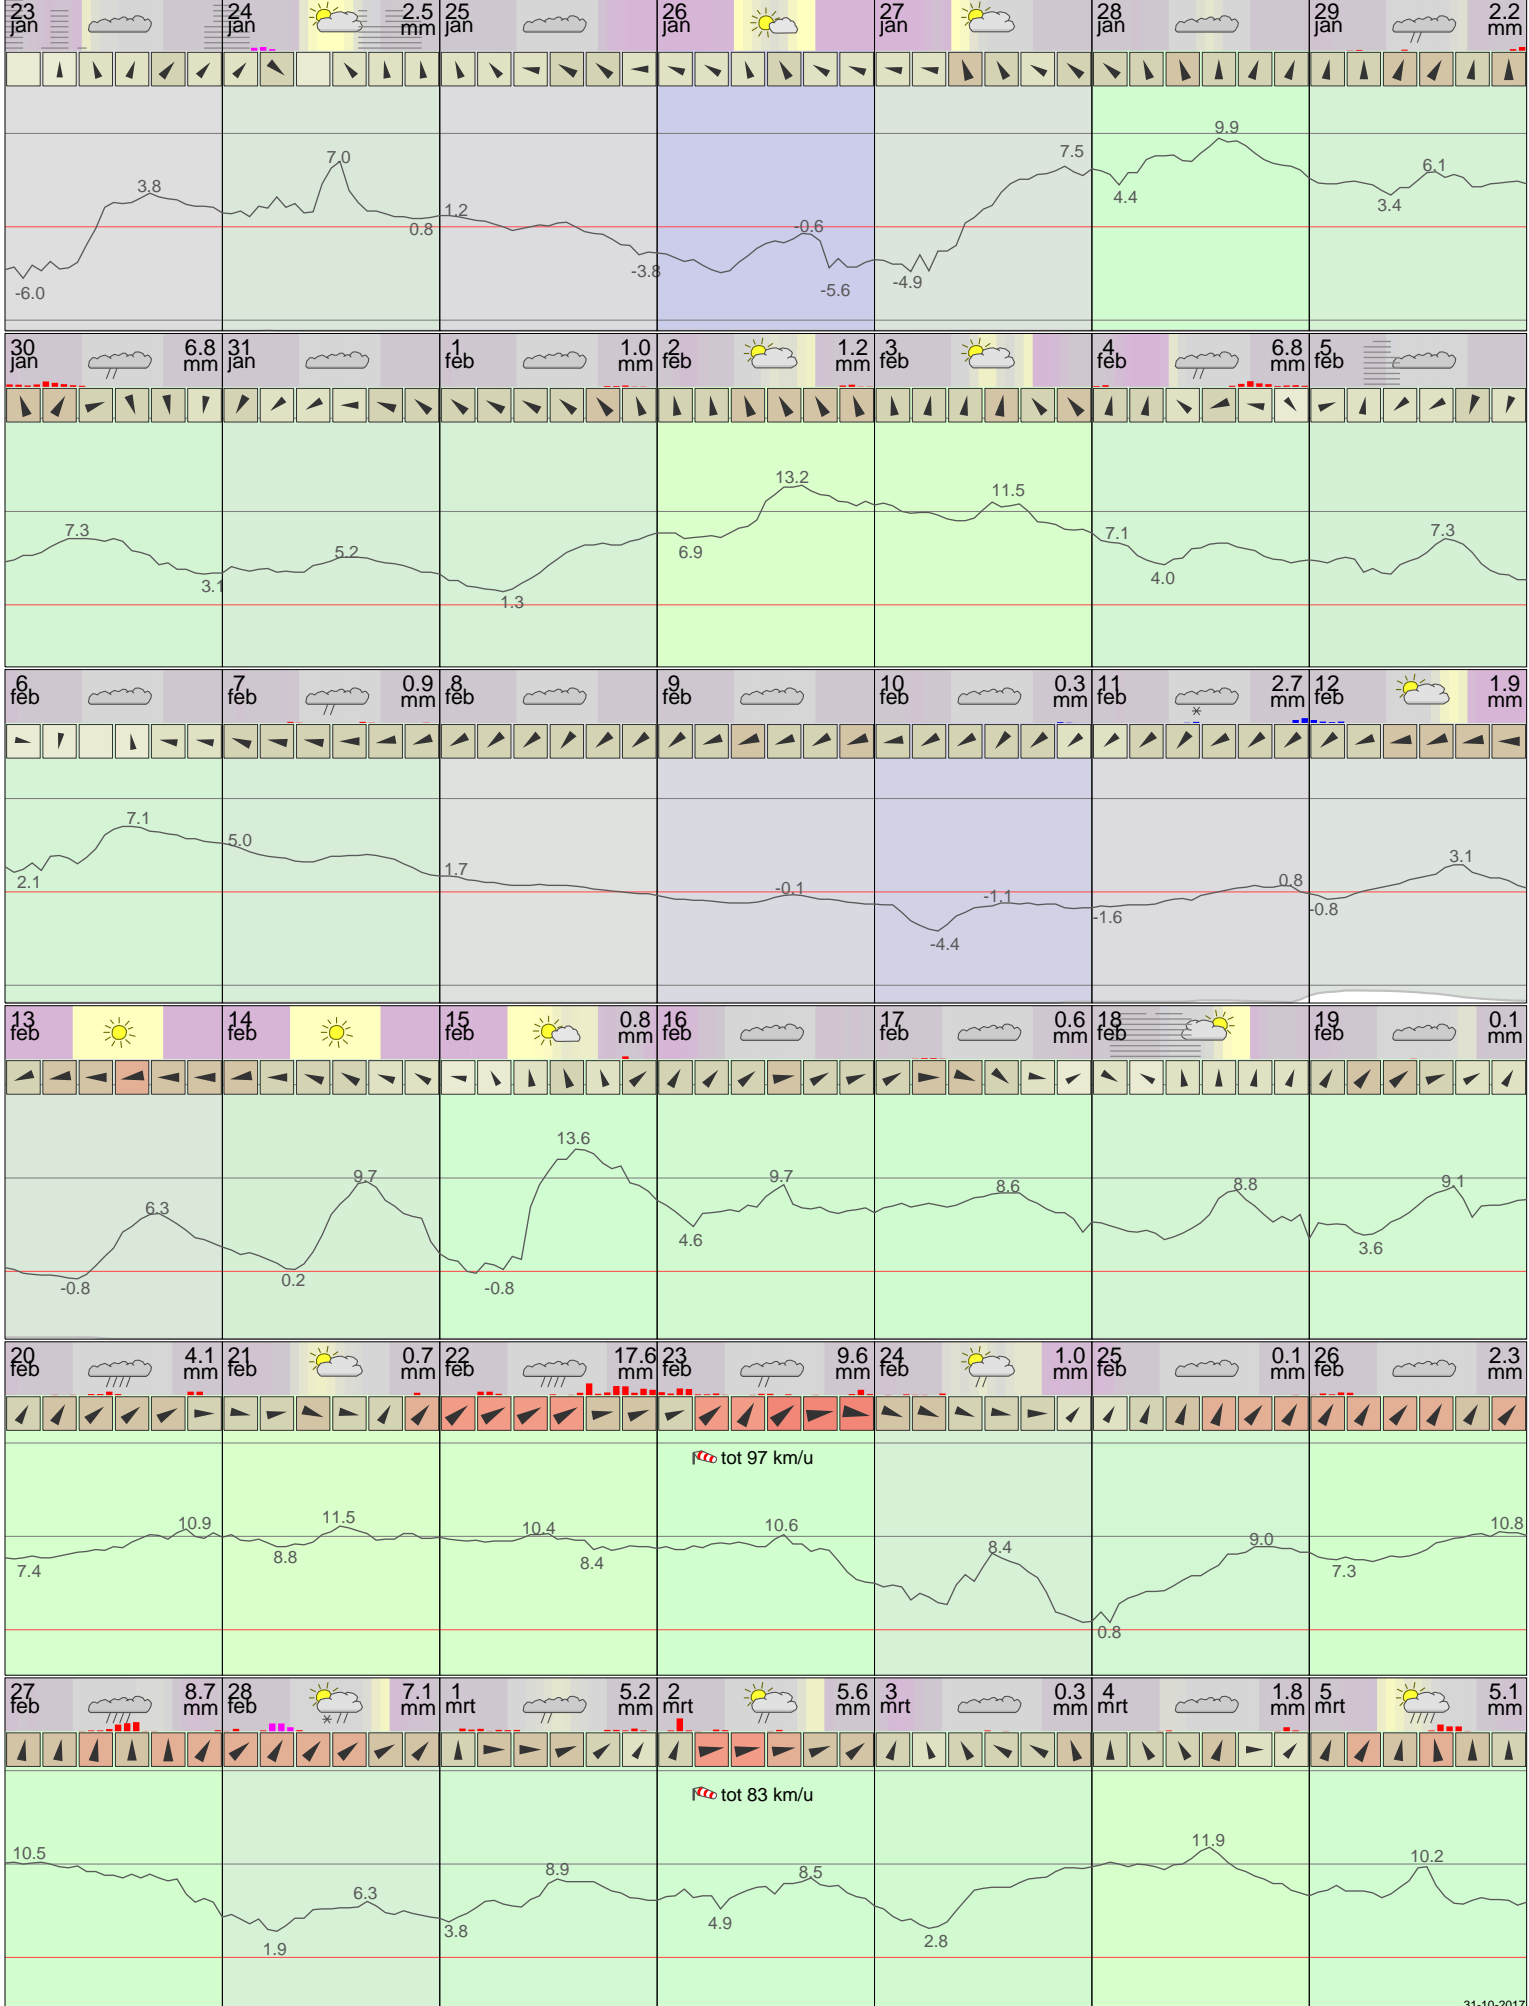 23 jan
24 jan 2.5 mm
25 jan
26 jan
27 jan
28 jan
29 jan 2.2 mm
-6.0 3.8 7.0 0.8 1.2 -3.8 -0.6 -5.6 -4.9 7.5 4.4 9.9 3.4 6.1
30 jan 6.8 mm
31 jan
1 feb 1.0 mm
2 feb 1.2 mm
3 feb
4 feb 6.8 mm
5 feb
7.3 3.1 5.2 1.3 6.9 13.2 11.5 7.1 4.0 7.3
6 feb
7 feb 0.9 mm
8 feb
9 feb
10 feb 0.3 mm
11 feb 2.7 mm
12 feb 1.9 mm
2.1 7.1 5.0 1.7 -0.1 -4.4 -1.1 -1.6 0.8 -0.8 3.1
13 feb
14 feb
15 feb 0.8 mm
16 feb
17 feb 0.6 mm
18 feb
19 feb 0.1 mm
-0.8 6.3 0.2 9.7 -0.8 13.6 4.6 9.7 8.6 8.8 3.6 9.1
20 feb 4.1 mm
21 feb 0.7 mm
22 feb 17.6 mm
23 feb 9.6 mm
24 feb 1.0 mm
25 feb 0.1 mm
26 feb 2.3 mm
tot 97 km/u
7.4 10.9 8.8 11.5 10.4 8.4 10.6 8.4 0.8 9.0 7.3 10.8
27 feb 8.7 mm
28 feb 7.1 mm
1 mrt 5.2 mm
2 mrt 5.6 mm
3 mrt 0.3 mm
4 mrt 1.8 mm
5 mrt 5.1 mm
tot 83 km/u
10.5 1.9 6.3 3.8 8.9 4.9 8.5 2.8 11.9 10.2
31-10-2017